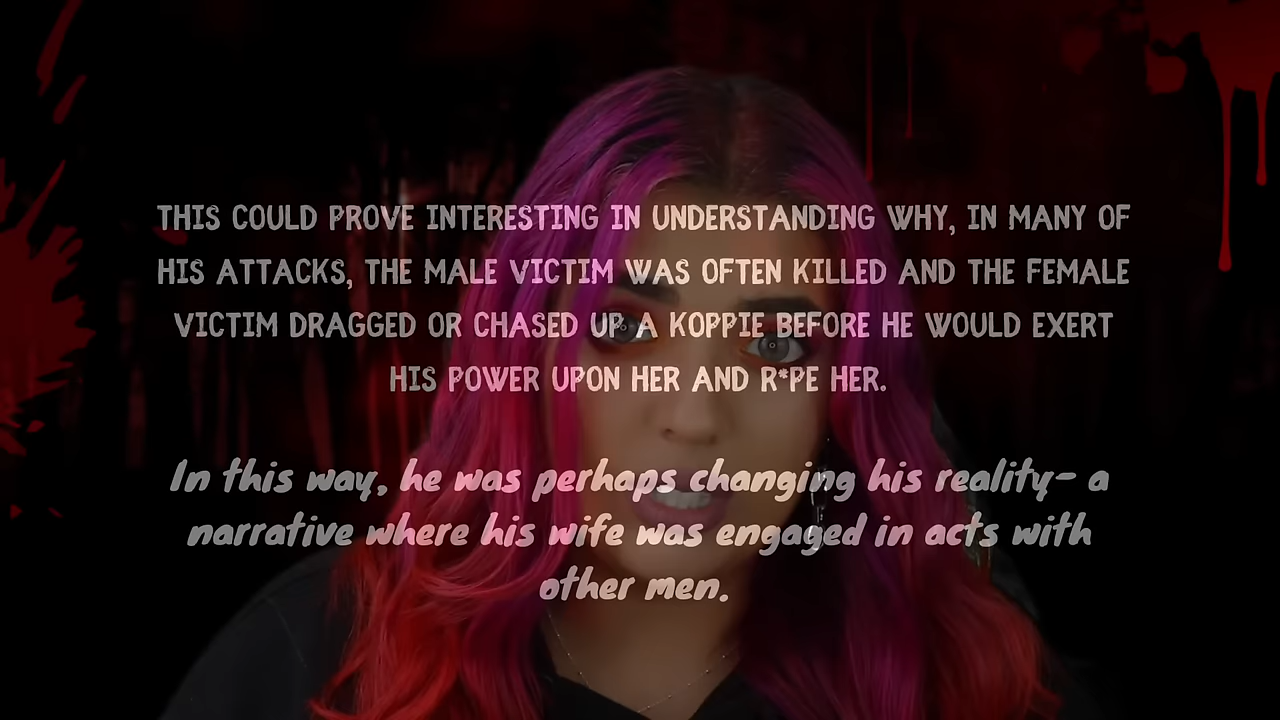 THIS COULD PROVE INTERESTING IN UNDERSTANDING WHY, IN MANY OF
HIS ATTACKS, THE MALE VICTIM WAS OFTEN KILLED AND THE FEMALE
VICTIM DRAGGED OR CHASED UP A KOPPIE BEFORE HE WOULD EXERT
HIS POWER UPON HER AND R*PE HER.
In this way, he was perhaps changing his reality- a
narrative where his wife was engaged in acts with
other men.